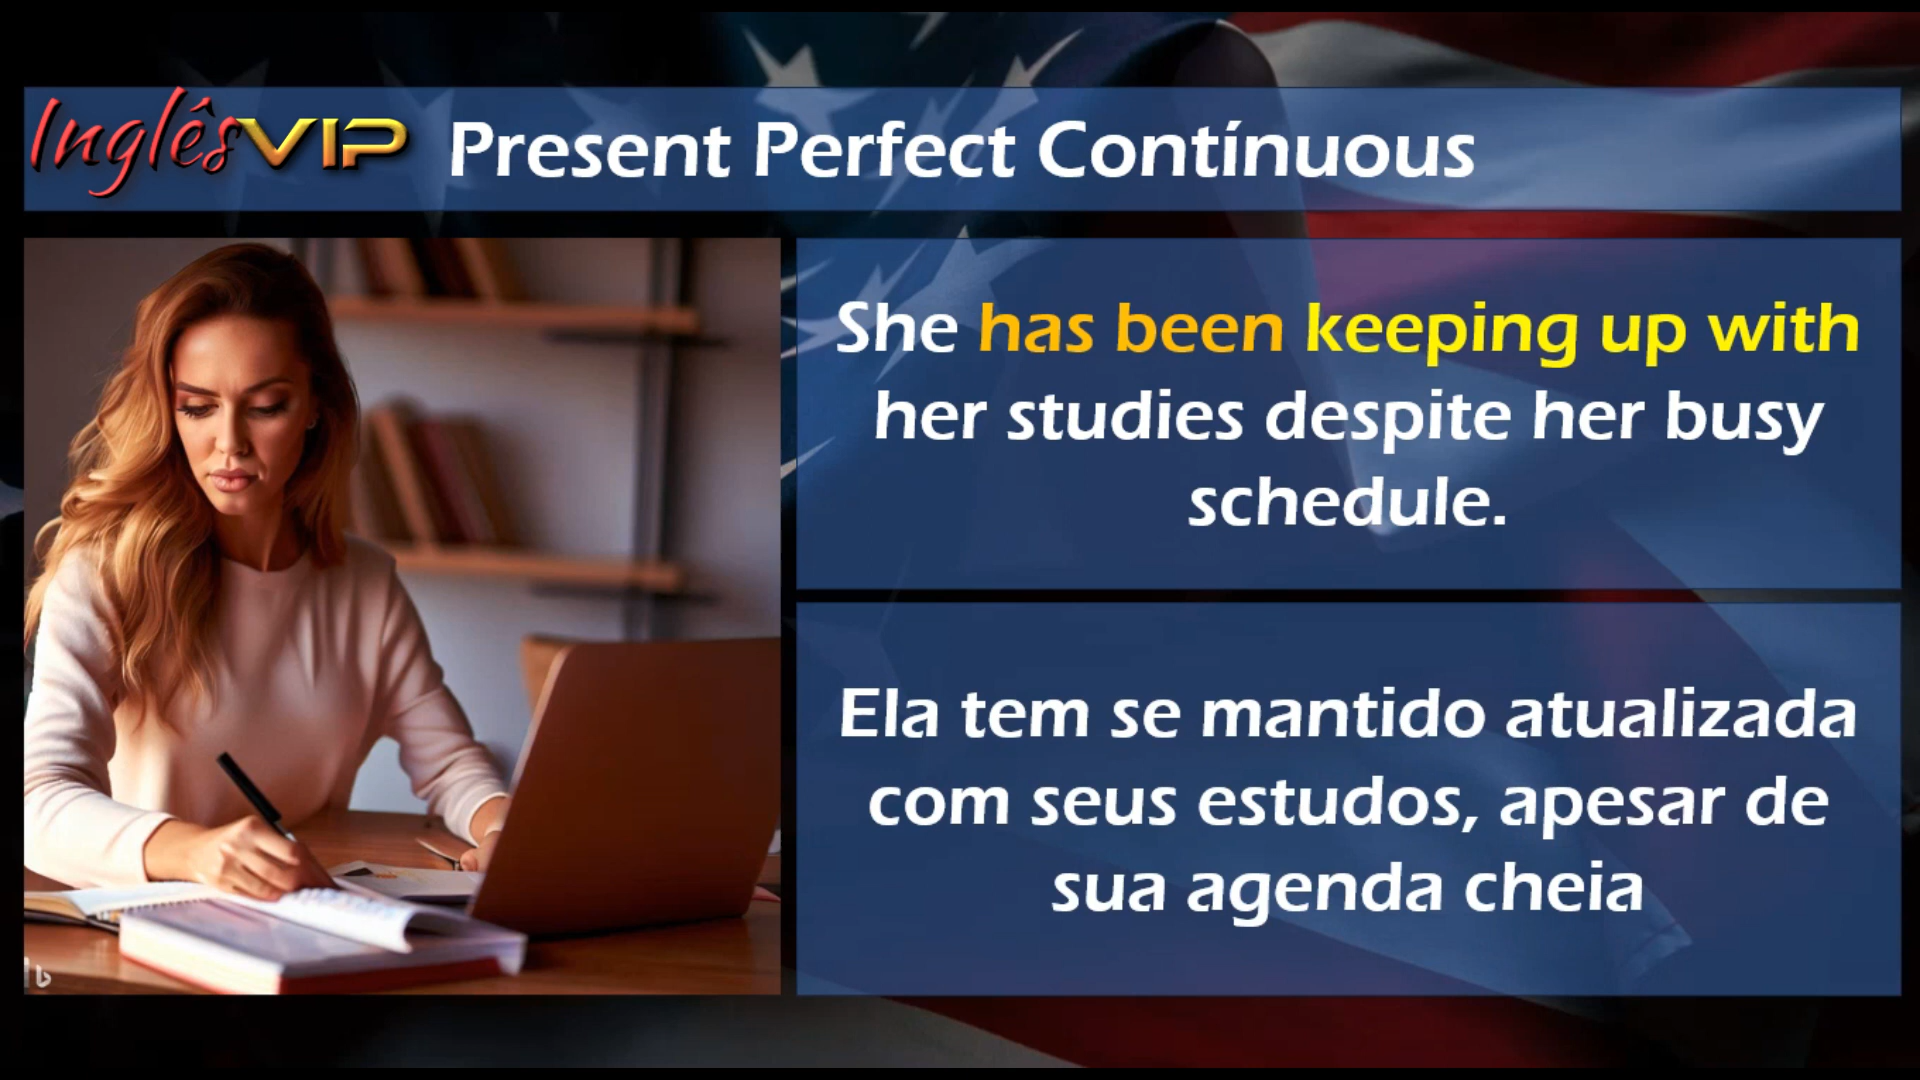 InglêsVIP
Present Perfect Contínuous
She has been keeping up with
her studies despite her busy
schedule.
Ela tem se mantido atualizada
com seus estudos, apesar de
sua agenda cheia
b